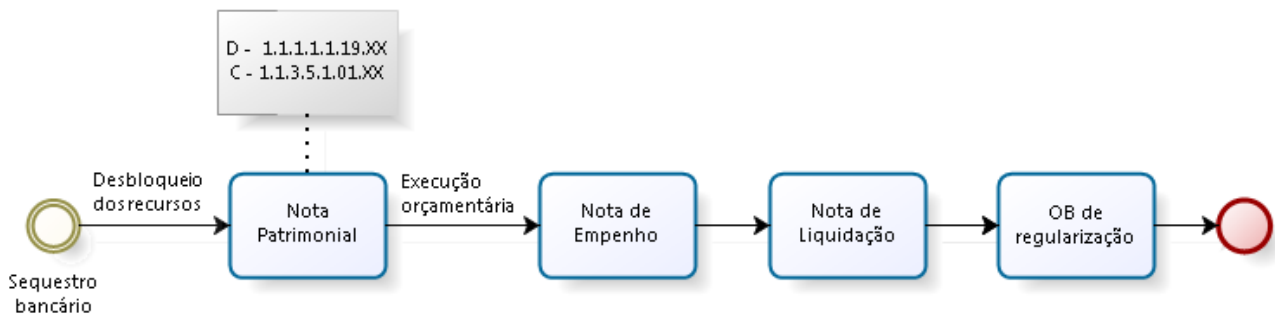 D - 1.1.1.1.1.19.XX
C - 1.1.3.5.1.01.XX
Desbloqueio
dos recursos
Execução
orçamentária
Nota
Patrimonial
Nota de
Empenho
Nota de
Liquidação
OB de
regularização
Sequestro
bancário